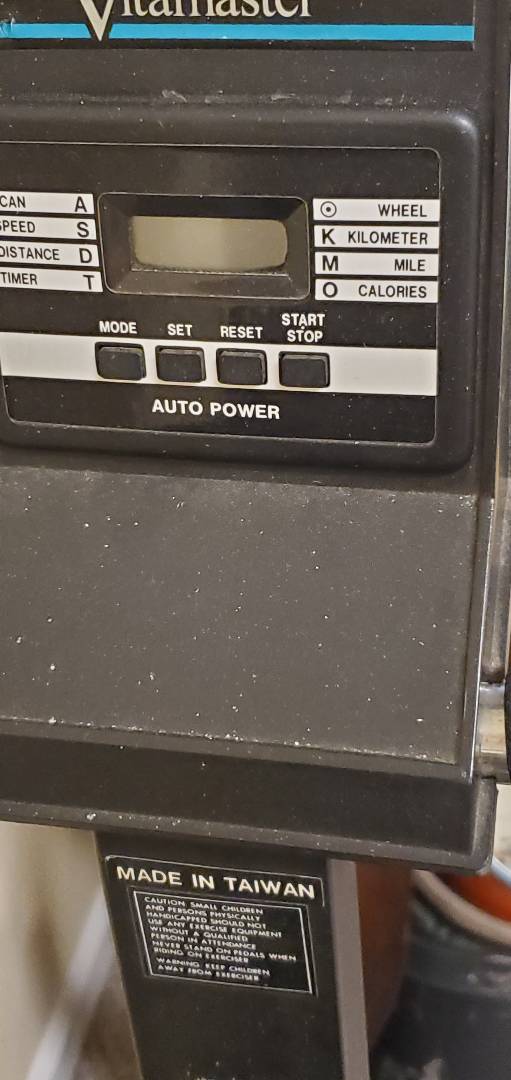 Vitamaster
CAN A
SPEED S
DISTANCE D
TIMER T
WHEEL
K KILOMETER
M MILE
O CALORIES
MODE SET RESET START STOP
AUTO POWER
MADE IN TAIWAN
CAUTION SMALL CHILDREN
AND PERSONS PHYSICALLY
HANDICAPPED SHOULD NOT
USE ANY EXERCISE EQUIPMENT
WITHOUT A QUALIFIED
PERSON IN ATTENDANCE
NEVER STAND ON PEDALS WHEN
RIDING ON EXERCISER
WARNING KEEP CHILDREN
AWAY FROM EXERCISER